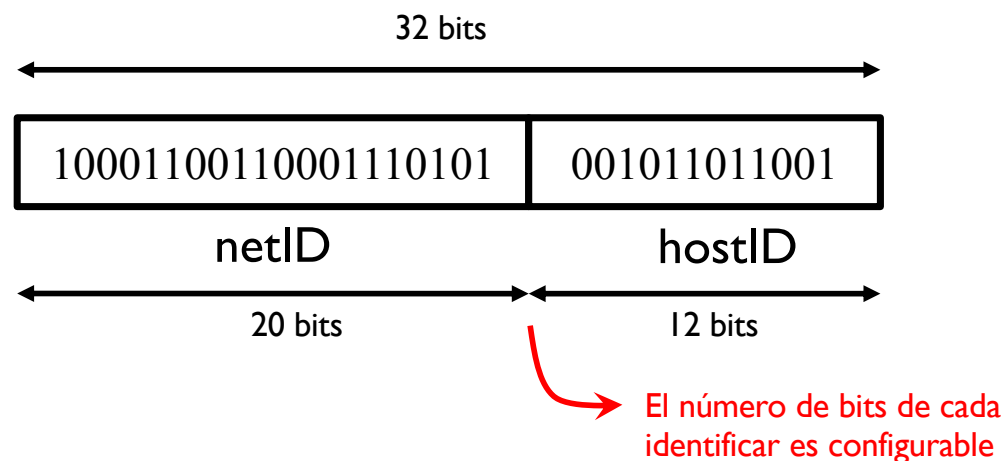 32 bits
10001100110001110101 001011011001
netID hostID
20 bits 12 bits
El número de bits de cada
identificar es configurable